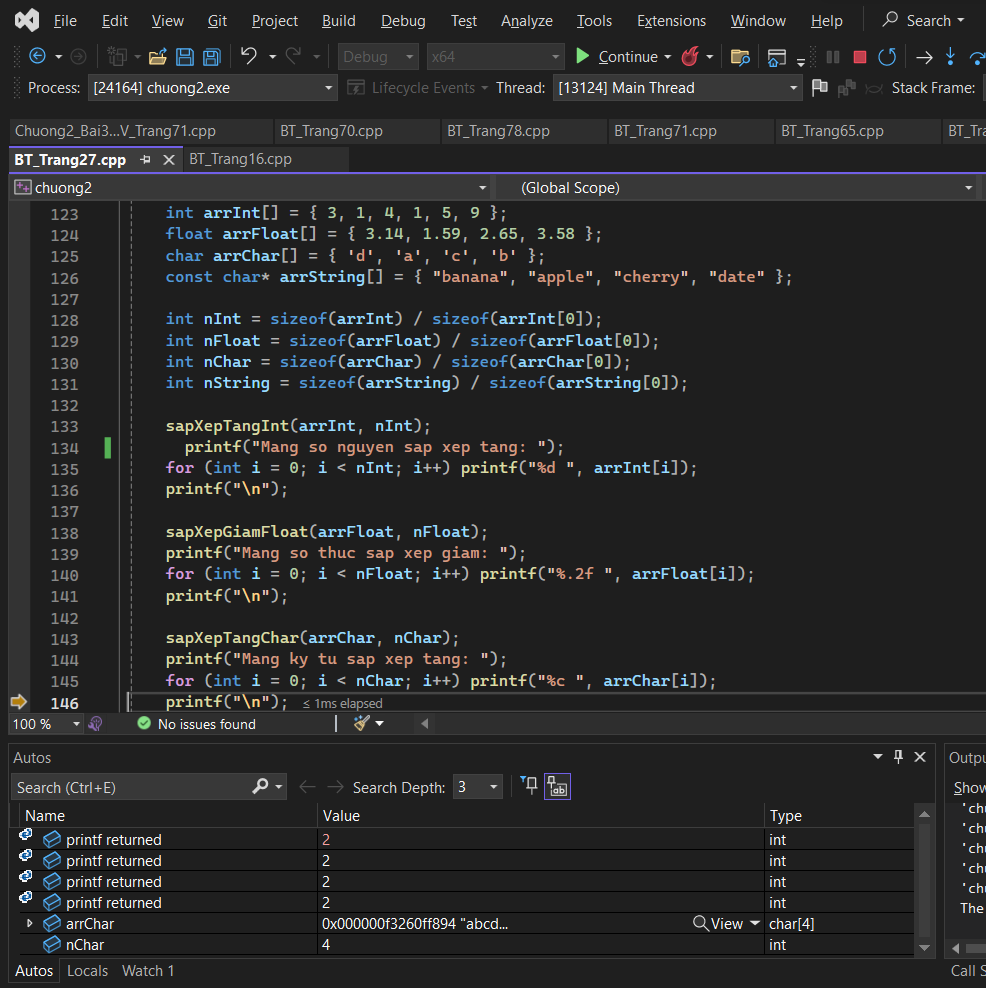 File Edit View Git Project Build Debug Test Analyze Tools Extensions Window Help Search
Debug x64 Continue
Process: [24164] chuong2.exe Lifecycle Events Thread: [13124] Main Thread Stack Frame:
Chuong2_Bai3...V_Trang71.cpp BT_Trang70.cpp BT_Trang78.cpp BT_Trang71.cpp BT_Trang65.cpp BT_Tra
BT_Trang27.cpp BT_Trang16.cpp
chuong2 (Global Scope)
123 int arrInt[] = { 3, 1, 4, 1, 5, 9 };
124 float arrFloat[] = { 3.14, 1.59, 2.65, 3.58 };
125 char arrChar[] = { 'd', 'a', 'c', 'b' };
126 const char* arrString[] = { "banana", "apple", "cherry", "date" };
127
128 int nInt = sizeof(arrInt) / sizeof(arrInt[0]);
129 int nFloat = sizeof(arrFloat) / sizeof(arrFloat[0]);
130 int nChar = sizeof(arrChar) / sizeof(arrChar[0]);
131 int nString = sizeof(arrString) / sizeof(arrString[0]);
132
133 sapXepTangInt(arrInt, nInt);
134 printf("Mang so nguyen sap xep tang: ");
135 for (int i = 0; i < nInt; i++) printf("%d ", arrInt[i]);
136 printf("\n");
137
138 sapXepGiamFloat(arrFloat, nFloat);
139 printf("Mang so thuc sap xep giam: ");
140 for (int i = 0; i < nFloat; i++) printf("%.2f ", arrFloat[i]);
141 printf("\n");
142
143 sapXepTangChar(arrChar, nChar);
144 printf("Mang ky tu sap xep tang: ");
145 for (int i = 0; i < nChar; i++) printf("%c ", arrChar[i]);
146 printf("\n"); ≤ 1ms elapsed
100 % No issues found
Autos
Search (Ctrl+E) Search Depth: 3
Name Value Type
printf returned 2 int
printf returned 2 int
printf returned 2 int
printf returned 2 int
arrChar 0x000000f3260ff894 "abcd... View char[4]
nChar 4 int
Autos Locals Watch 1
Outpu
Show
'chu
'chu
'chu
'chu
'chu
The
Call S